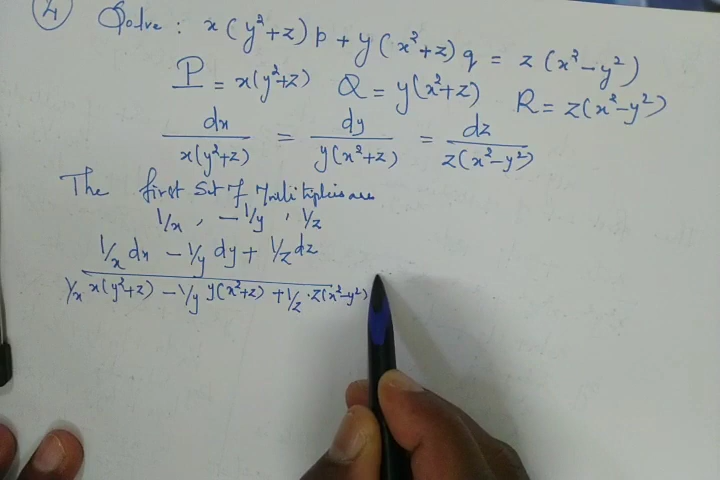 4) Solve: x(y²+z)p + y(x²+z)q = z(x²-y²)
P = x(y²+z) Q = y(x²+z) R = z(x²-y²)
dx/x(y²+z) = dy/y(x²+z) = dz/z(x²-y²)
The first Set of Multipliers are
1/x, -1/y, 1/z
1/x dx - 1/y dy + 1/z dz
1/x x(y²+z) - 1/y y(x²+z) + 1/z · z(x²-y²)